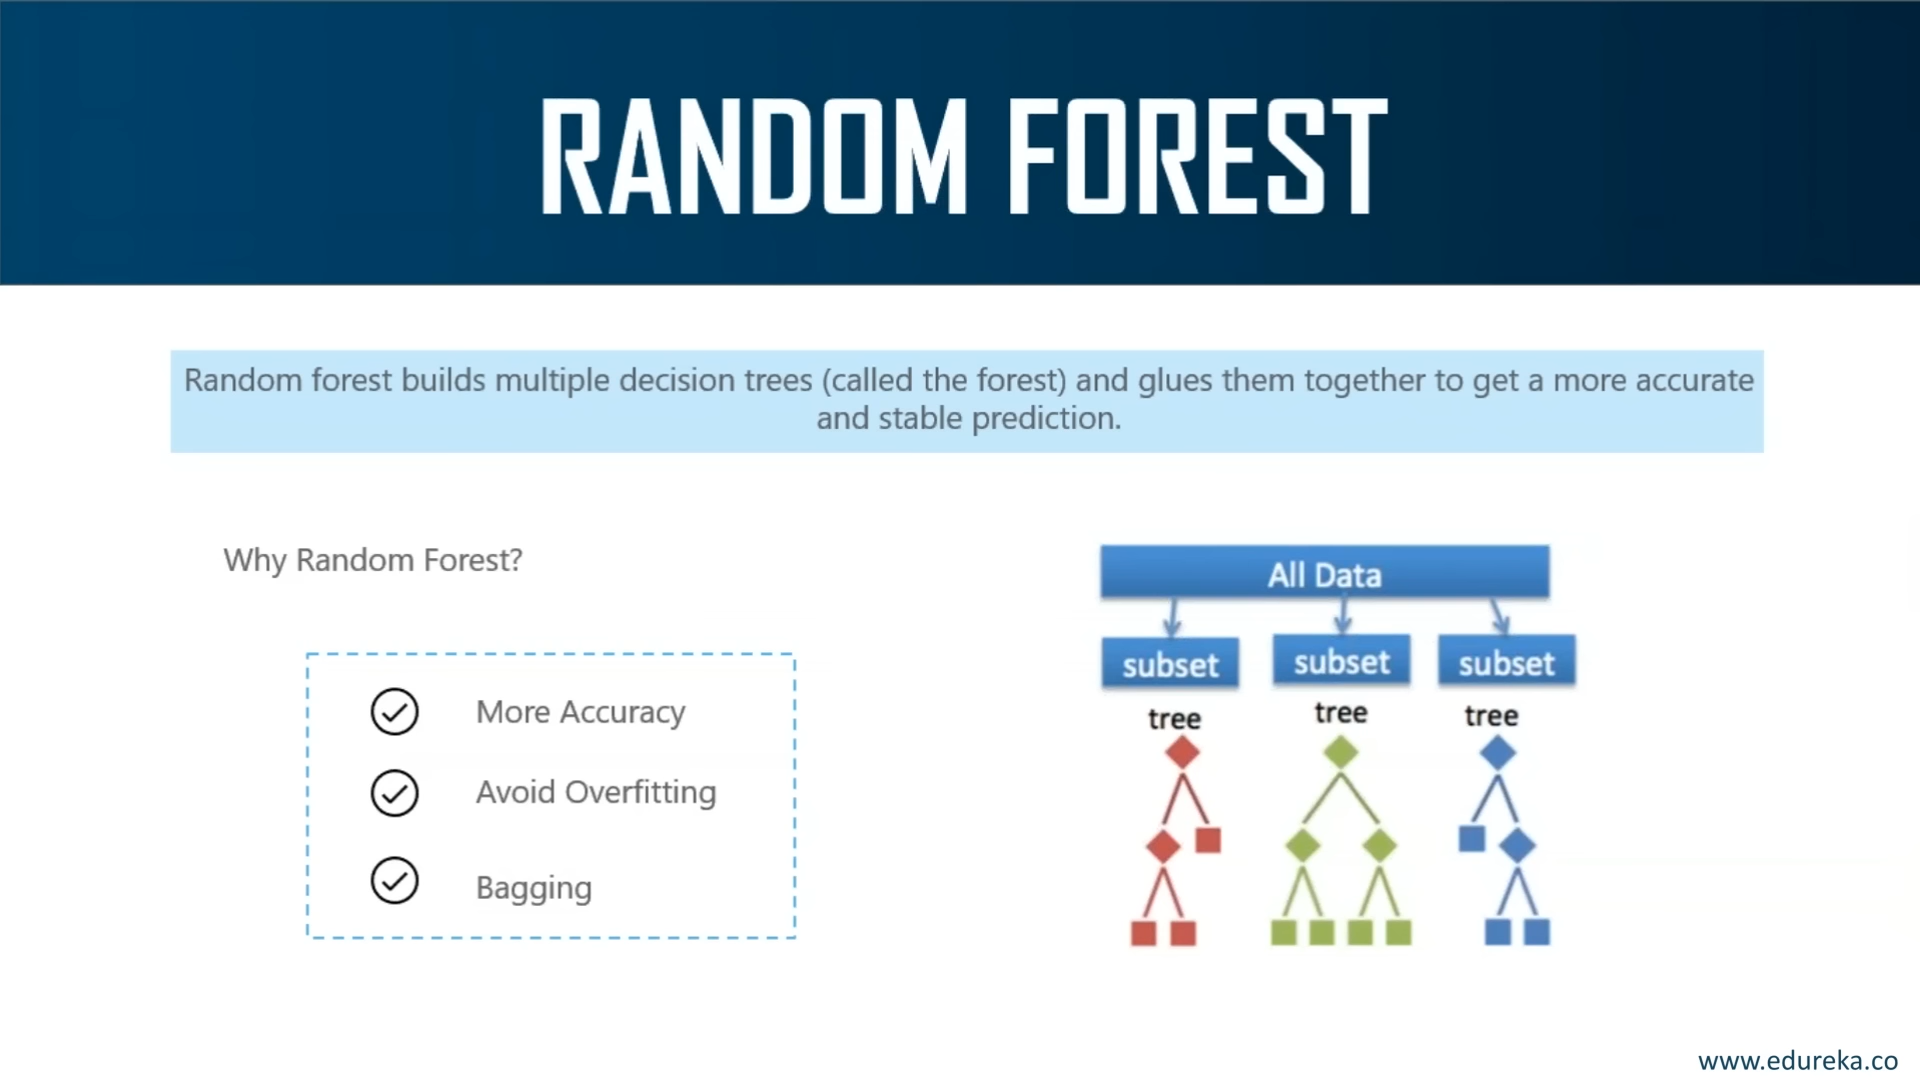 RANDOM FOREST
Random forest builds multiple decision trees (called the forest) and glues them together to get a more accurate
and stable prediction.
Why Random Forest?
More Accuracy
Avoid Overfitting
Bagging
All Data
subset subset subset
tree tree tree
www.edureka.co